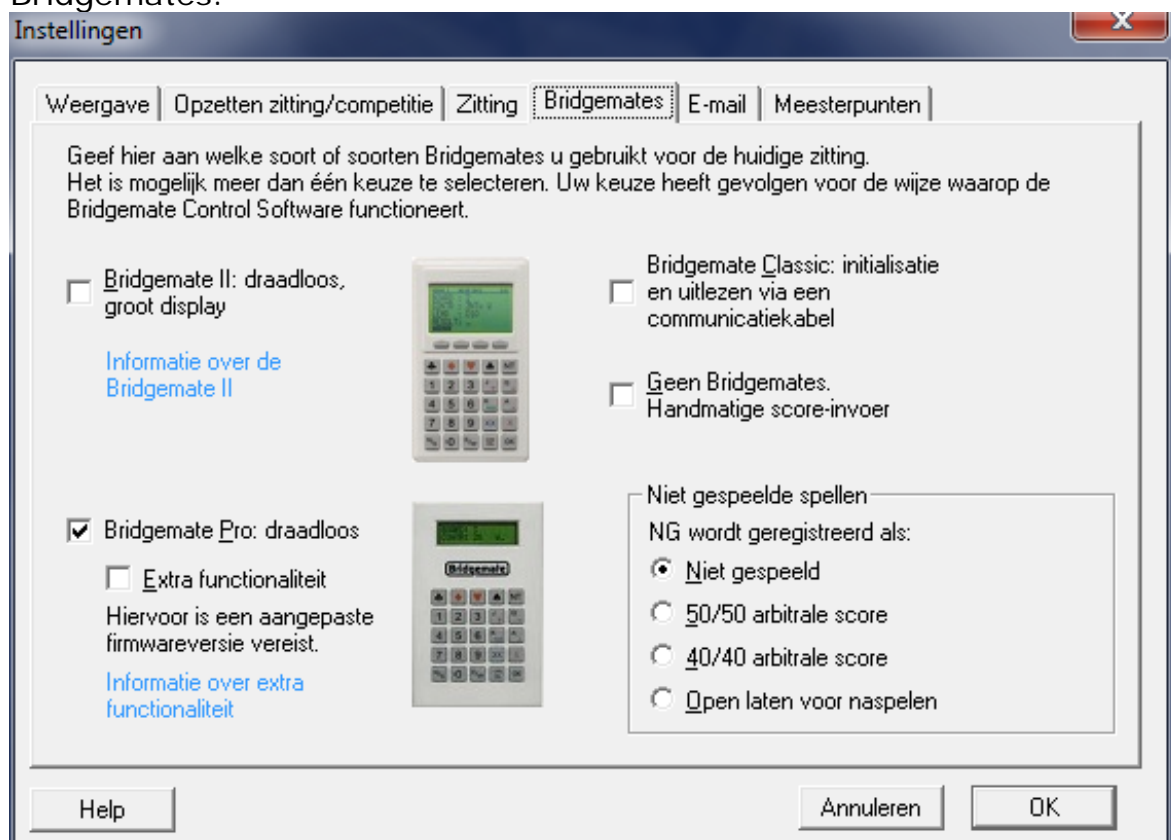 Bridgemates:
Instellingen
Weergave
Opzetten zitting/competitie
Zitting
Bridgemates
E-mail
Meesterpunten
Geef hier aan welke soort of soorten Bridgemates u gebruikt voor de huidige zitting.
Het is mogelijk meer dan één keuze te selecteren. Uw keuze heeft gevolgen voor de wijze waarop de
Bridgemate Control Software functioneert.
Bridgemate II: draadloos,
groot display
Informatie over de
Bridgemate II
Bridgemate Classic: initialisatie
en uitlezen via een
communicatiekabel
Geen Bridgemates.
Handmatige score-invoer
Bridgemate Pro: draadloos
Extra functionaliteit
Hiervoor is een aangepaste
firmwareversie vereist.
Informatie over extra
functionaliteit
Bridgemate
Niet gespeelde spellen
NG wordt geregistreerd als:
Niet gespeeld
50/50 arbitrale score
40/40 arbitrale score
Open laten voor naspelen
Help
Annuleren
OK